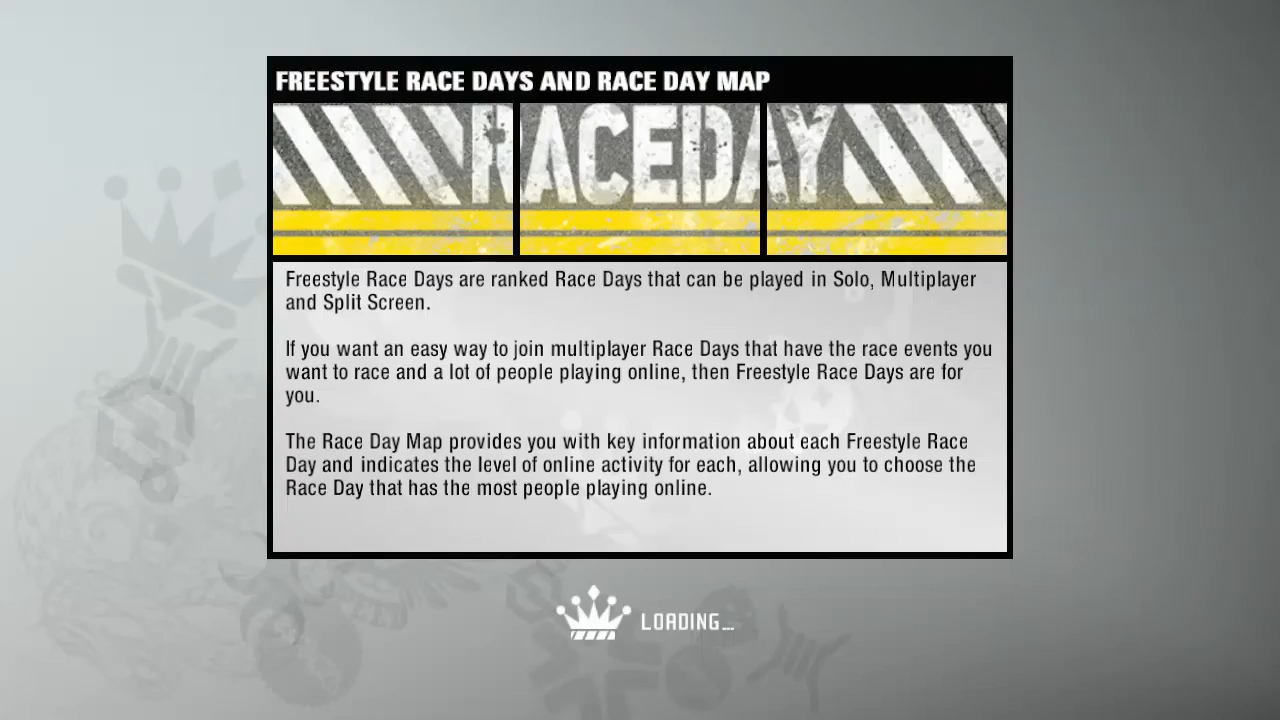 FREESTYLE RACE DAYS AND RACE DAY MAP
RACEDAY
Freestyle Race Days are ranked Race Days that can be played in Solo, Multiplayer
and Split Screen.
If you want an easy way to join multiplayer Race Days that have the race events you
want to race and a lot of people playing online, then Freestyle Race Days are for
you.
The Race Day Map provides you with key information about each Freestyle Race
Day and indicates the level of online activity for each, allowing you to choose the
Race Day that has the most people playing online.
LOADING...